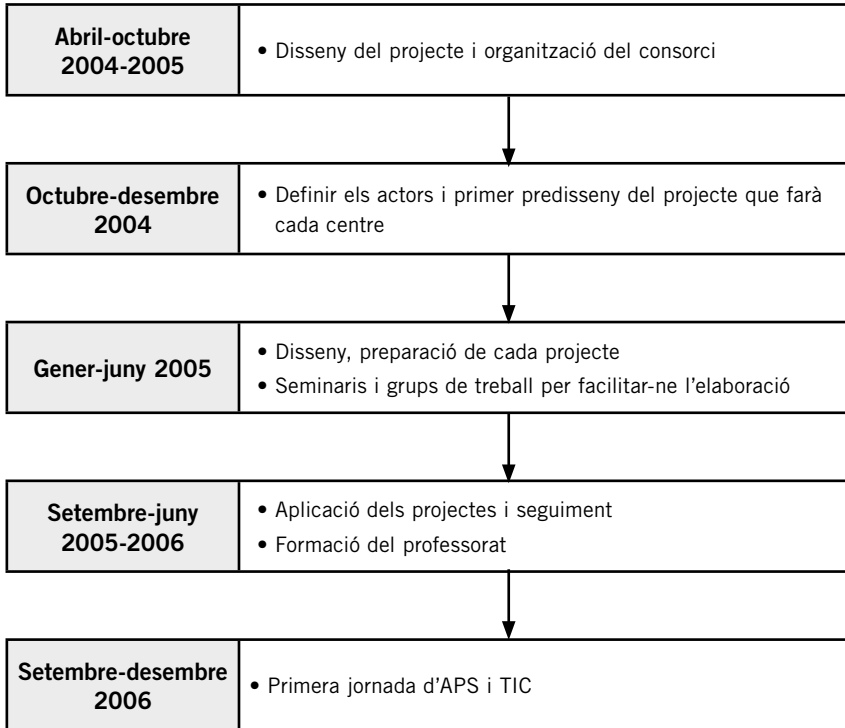 Abril-octubre
2004-2005
• Disseny del projecte i organització del consorci
Octubre-desembre
2004
• Definir els actors i primer predisseny del projecte que farà
cada centre
Gener-juny 2005
• Disseny, preparació de cada projecte
• Seminaris i grups de treball per facilitar-ne l’elaboració
Setembre-juny
2005-2006
• Aplicació dels projectes i seguiment
• Formació del professorat
Setembre-desembre
2006
• Primera jornada d’APS i TIC